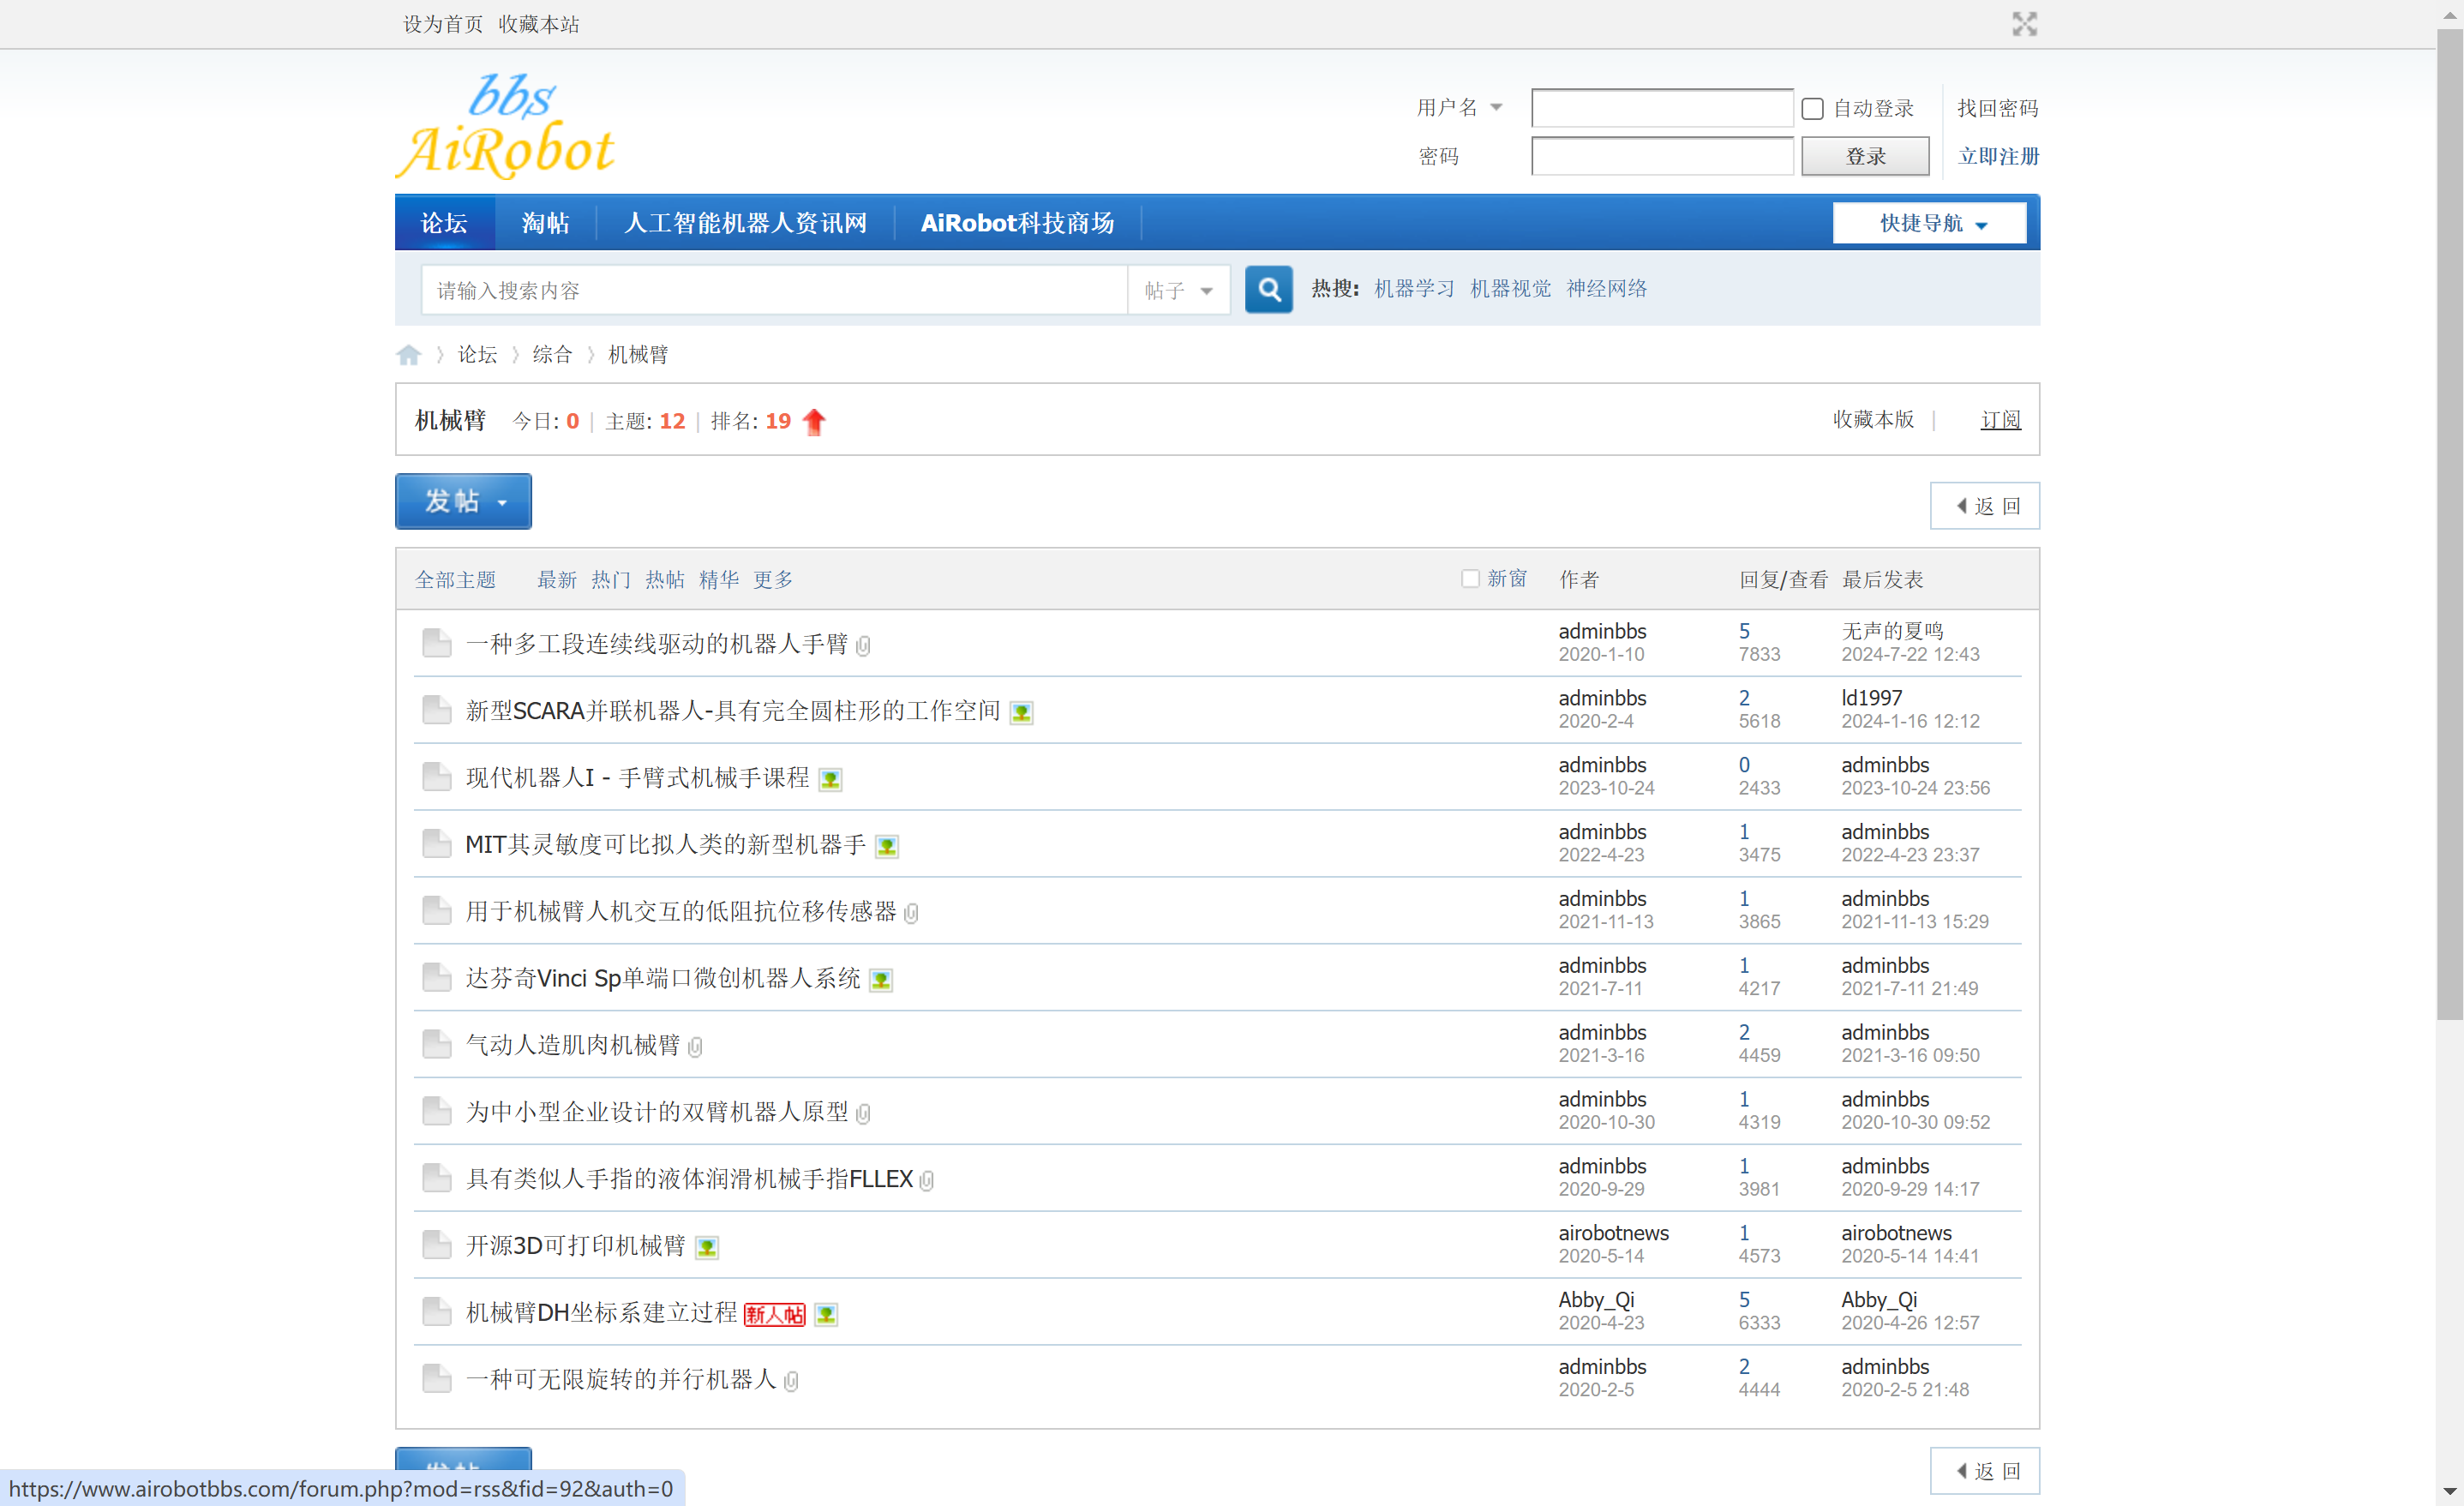 设为首页 收藏本站
bbs
AiRobot
用户名 自动登录 找回密码
密码 登录 立即注册
论坛 淘帖 人工智能机器人资讯网 AiRobot科技商场 快捷导航
请输入搜索内容 帖子 热搜: 机器学习 机器视觉 神经网络
论坛 综合 机械臂
机械臂 今日: 0 | 主题: 12 | 排名: 19 收藏本版 | 订阅
发帖
返 回
全部主题 最新 热门 热帖 精华 更多 新窗 作者 回复/查看 最后发表
一种多工段连续线驱动的机器人手臂 adminbbs 5 无声的夏鸣
2020-1-10 7833 2024-7-22 12:43
新型SCARA并联机器人-具有完全圆柱形的工作空间 adminbbs 2 ld1997
2020-2-4 5618 2024-1-16 12:12
现代机器人I - 手臂式机械手课程 adminbbs 0 adminbbs
2023-10-24 2433 2023-10-24 23:56
MIT其灵敏度可比拟人类的新型机器手 adminbbs 1 adminbbs
2022-4-23 3475 2022-4-23 23:37
用于机械臂人机交互的低阻抗位移传感器 adminbbs 1 adminbbs
2021-11-13 3865 2021-11-13 15:29
达芬奇Vinci Sp单端口微创机器人系统 adminbbs 1 adminbbs
2021-7-11 4217 2021-7-11 21:49
气动人造肌肉机械臂 adminbbs 2 adminbbs
2021-3-16 4459 2021-3-16 09:50
为中小型企业设计的双臂机器人原型 adminbbs 1 adminbbs
2020-10-30 4319 2020-10-30 09:52
具有类似人手指的液体润滑机械手指FLLEX adminbbs 1 adminbbs
2020-9-29 3981 2020-9-29 14:17
开源3D可打印机械臂 airobotnews 1 airobotnews
2020-5-14 4573 2020-5-14 14:41
机械臂DH坐标系建立过程 新人帖 Abby_Qi 5 Abby_Qi
2020-4-23 6333 2020-4-26 12:57
一种可无限旋转的并行机器人 adminbbs 2 adminbbs
2020-2-5 4444 2020-2-5 21:48
发帖
返 回
https://www.airobotbbs.com/forum.php?mod=rss&fid=92&auth=0